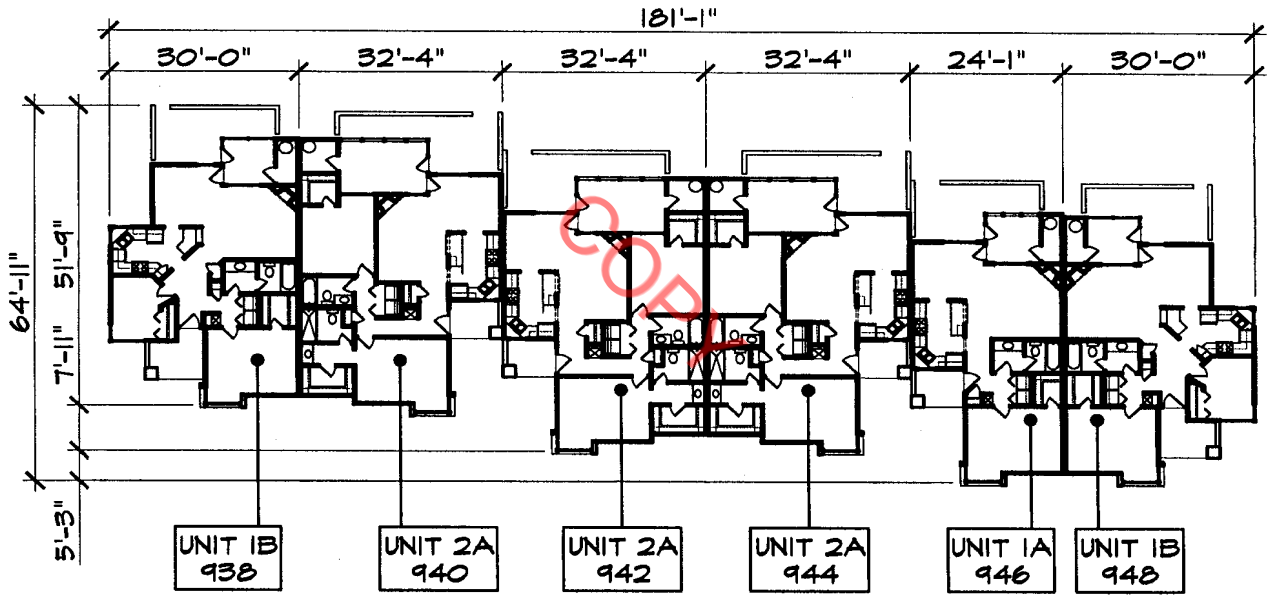 181'-1"
30'-0"
32'-4"
32'-4"
32'-4"
24'-1"
30'-0"
64'-11"
51'-9"
7'-11"
5'-3"
COPY
UNIT 1B
938
UNIT 2A
940
UNIT 2A
942
UNIT 2A
944
UNIT 1A
946
UNIT 1B
948